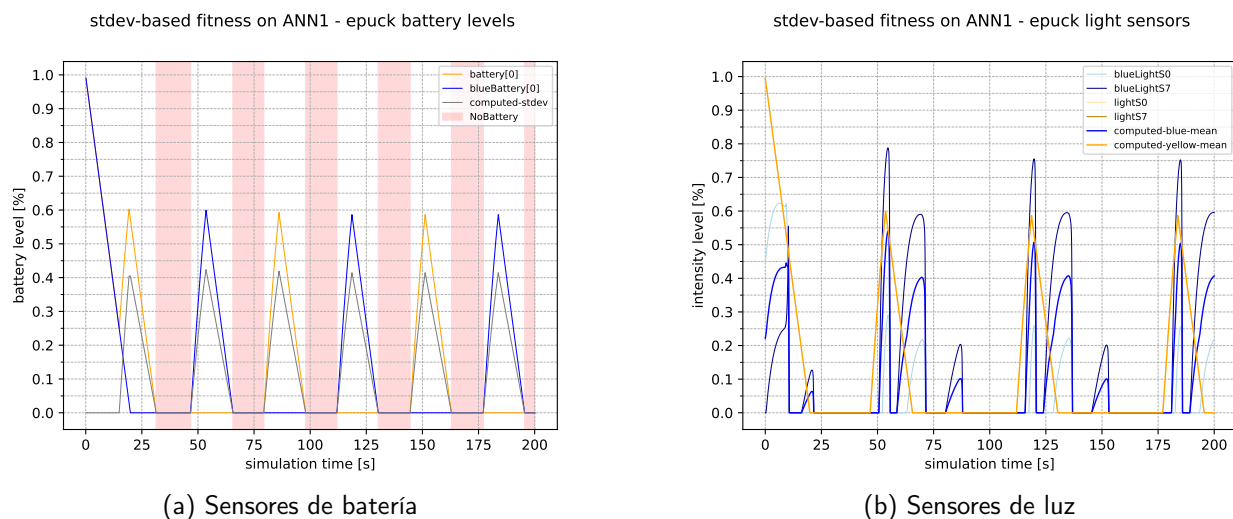 stdev-based fitness on ANN1 - epuck battery levels
battery level [%]
1.0
0.9
0.8
0.7
0.6
0.5
0.4
0.3
0.2
0.1
0.0
battery[0]
blueBattery[0]
computed-stdev
NoBattery
0 25 50 75 100 125 150 175 200
simulation time [s]
(a) Sensores de batería
stdev-based fitness on ANN1 - epuck light sensors
intensity level [%]
1.0
0.9
0.8
0.7
0.6
0.5
0.4
0.3
0.2
0.1
0.0
blueLightS0
blueLightS7
lightS0
lightS7
computed-blue-mean
computed-yellow-mean
0 25 50 75 100 125 150 175 200
simulation time [s]
(b) Sensores de luz